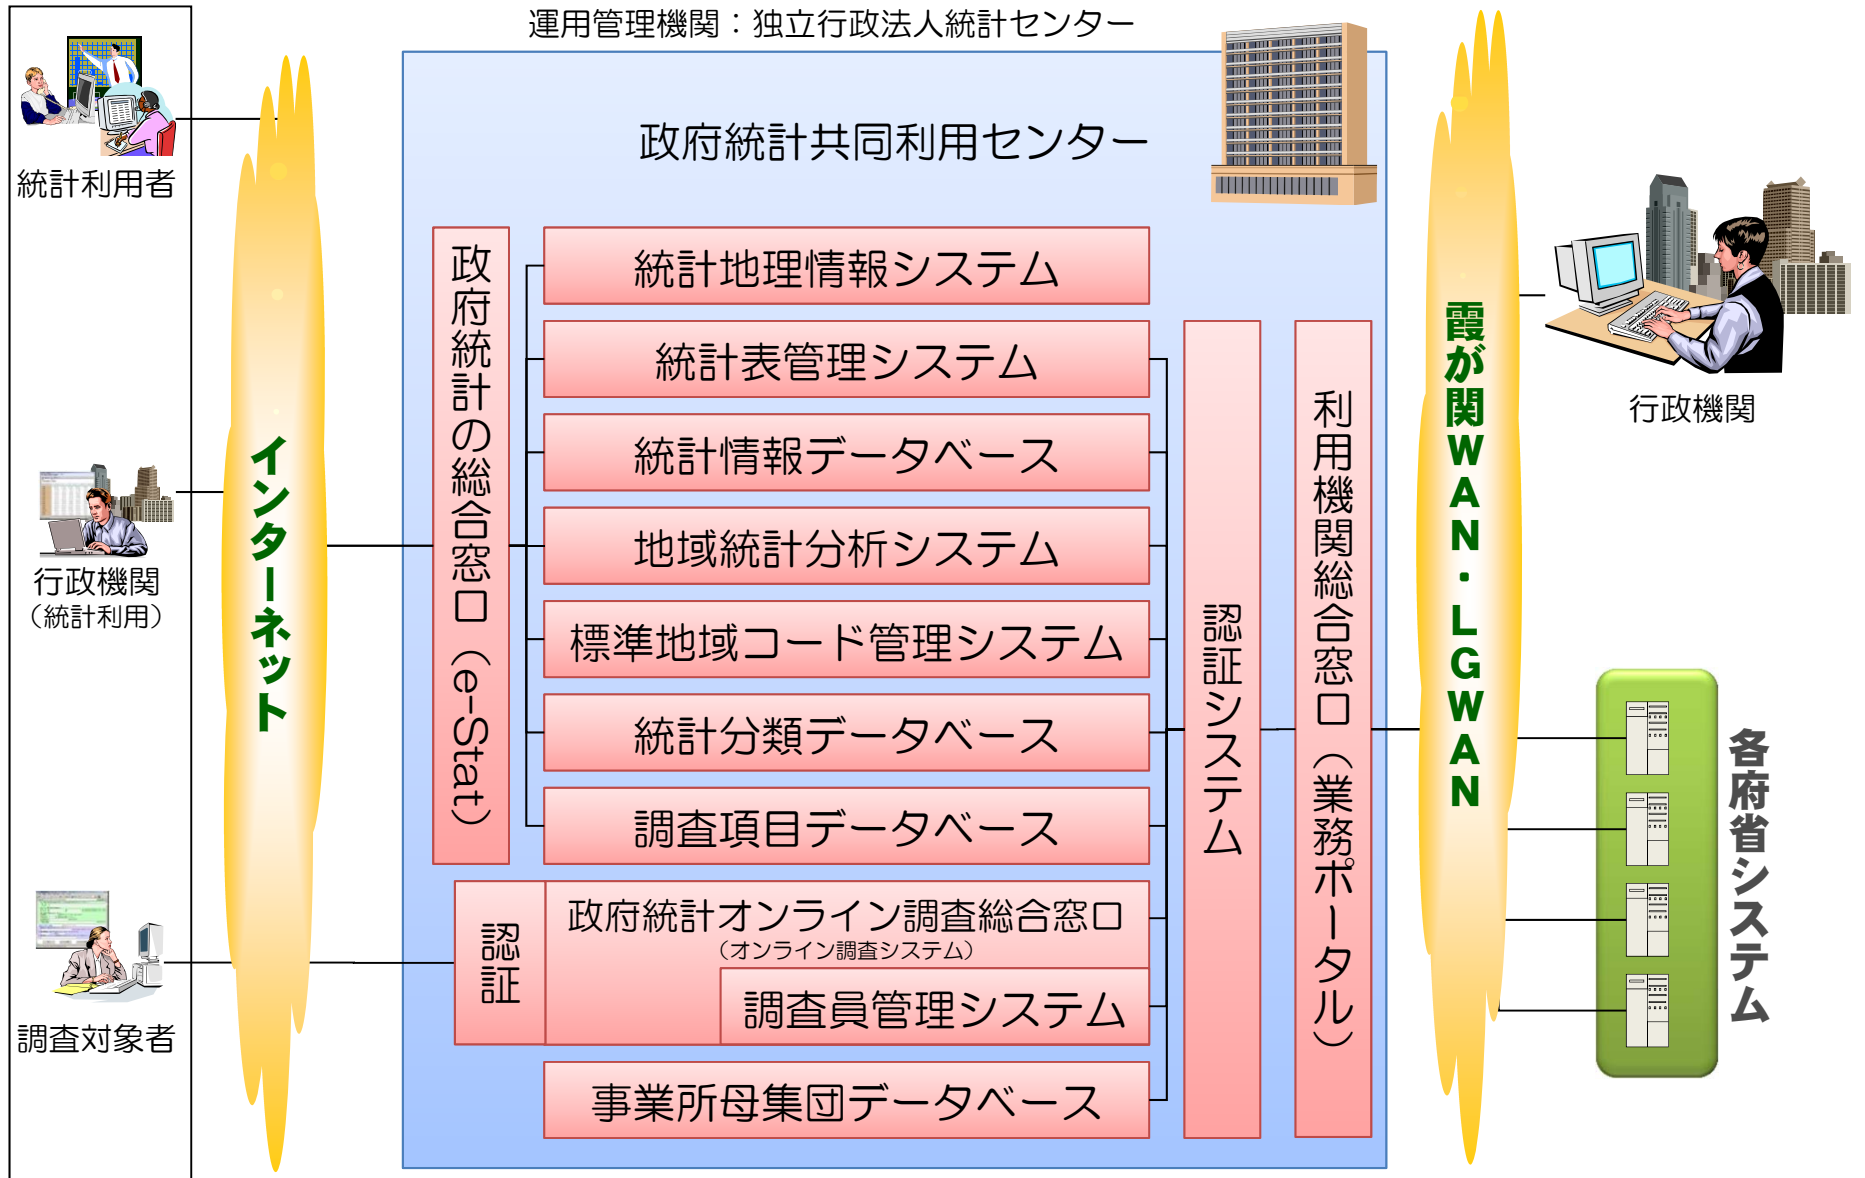 運用管理機関：独立行政法人統計センター
政府統計共同利用センター
統計利用者
行政機関
（統計利用）
調査対象者
インターネット
政府統計の総合窓口（e-Stat）
統計地理情報システム
統計表管理システム
統計情報データベース
地域統計分析システム
標準地域コード管理システム
統計分類データベース
調査項目データベース
認証
政府統計オンライン調査総合窓口
（オンライン調査システム）
調査員管理システム
事業所母集団データベース
認証システム
利用機関総合窓口（業務ポータル）
霞が関WAN・LGWAN
行政機関
各府省システム